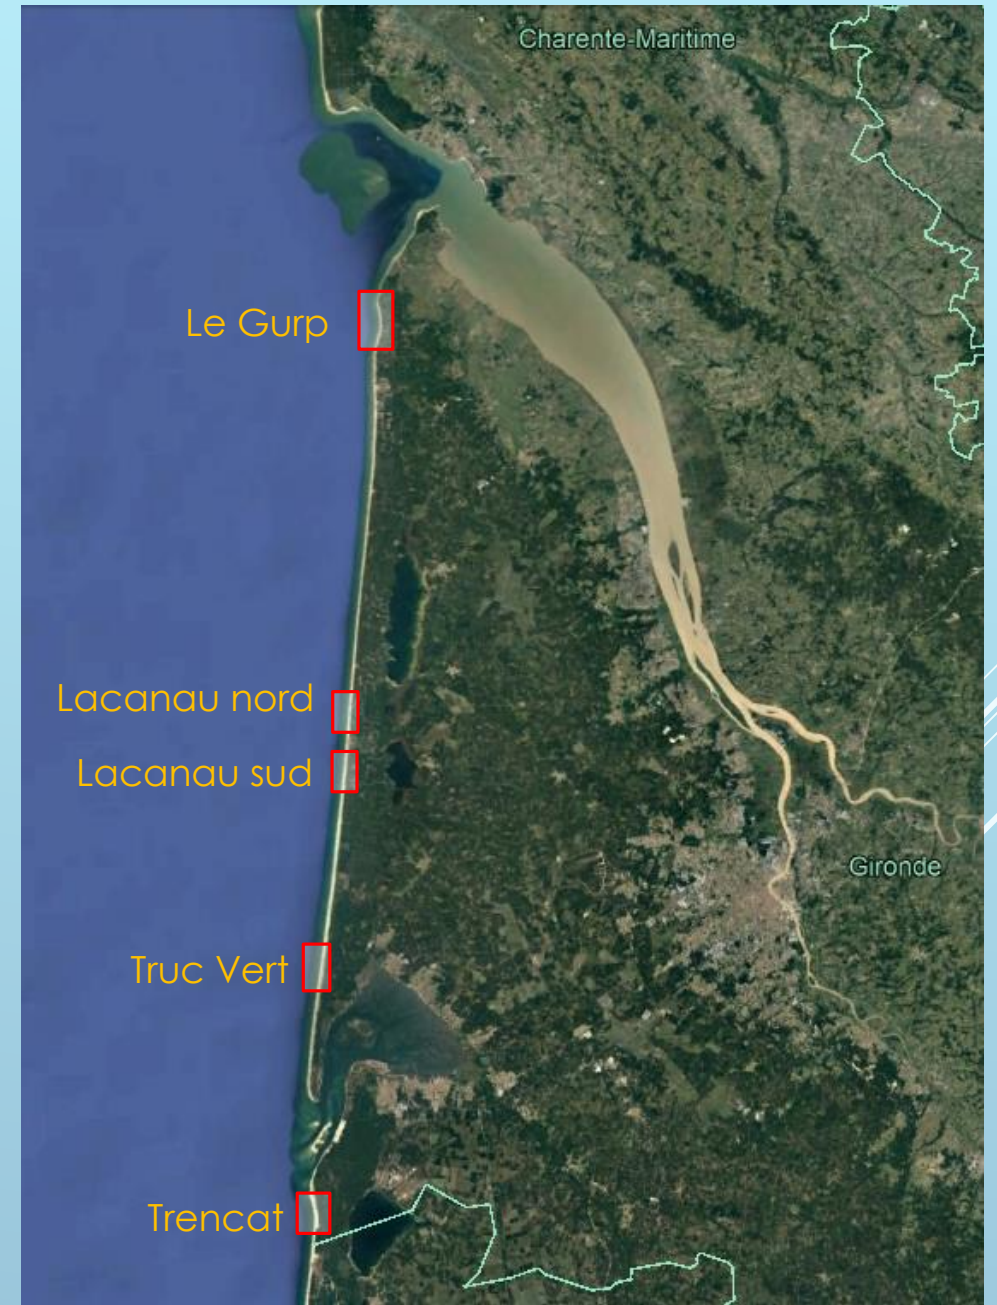 Charente-Maritime
Le Gurp
Lacanau nord
Lacanau sud
Gironde
Truc Vert
Trencat